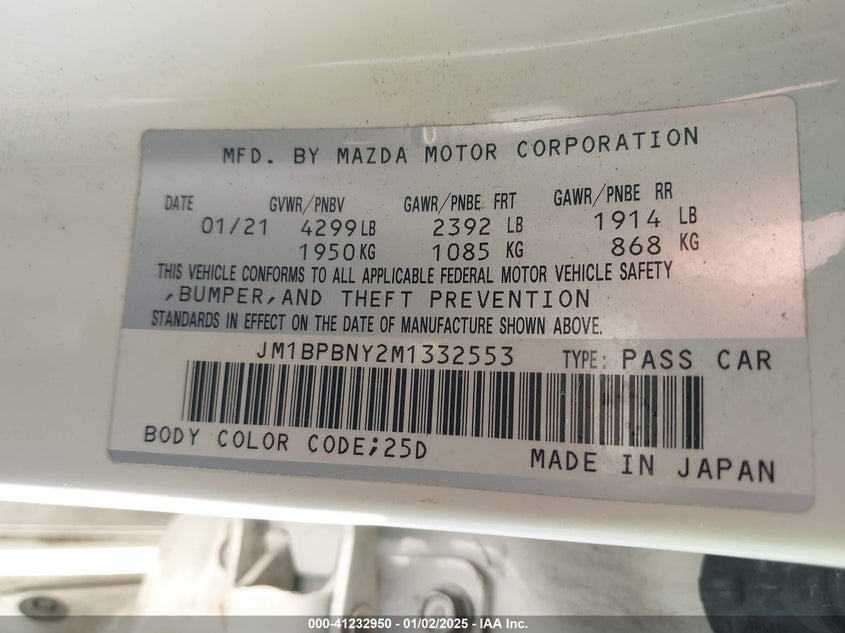 MFD. BY MAZDA MOTOR CORPORATION
DATE GVWR/PNBV GAWR/PNBE FRT GAWR/PNBE RR
01/21 4299LB 2392 LB 1914 LB
1950KG 1085 KG 868 KG
THIS VEHICLE CONFORMS TO ALL APPLICABLE FEDERAL MOTOR VEHICLE SAFETY
,BUMPER,AND THEFT PREVENTION
STANDARDS IN EFFECT ON THE DATE OF MANUFACTURE SHOWN ABOVE.
JM1BPBNY2M1332553 TYPE: PASS CAR
BODY COLOR CODE;25D MADE IN JAPAN
000-41232950 - 01/02/2025 - IAA Inc.